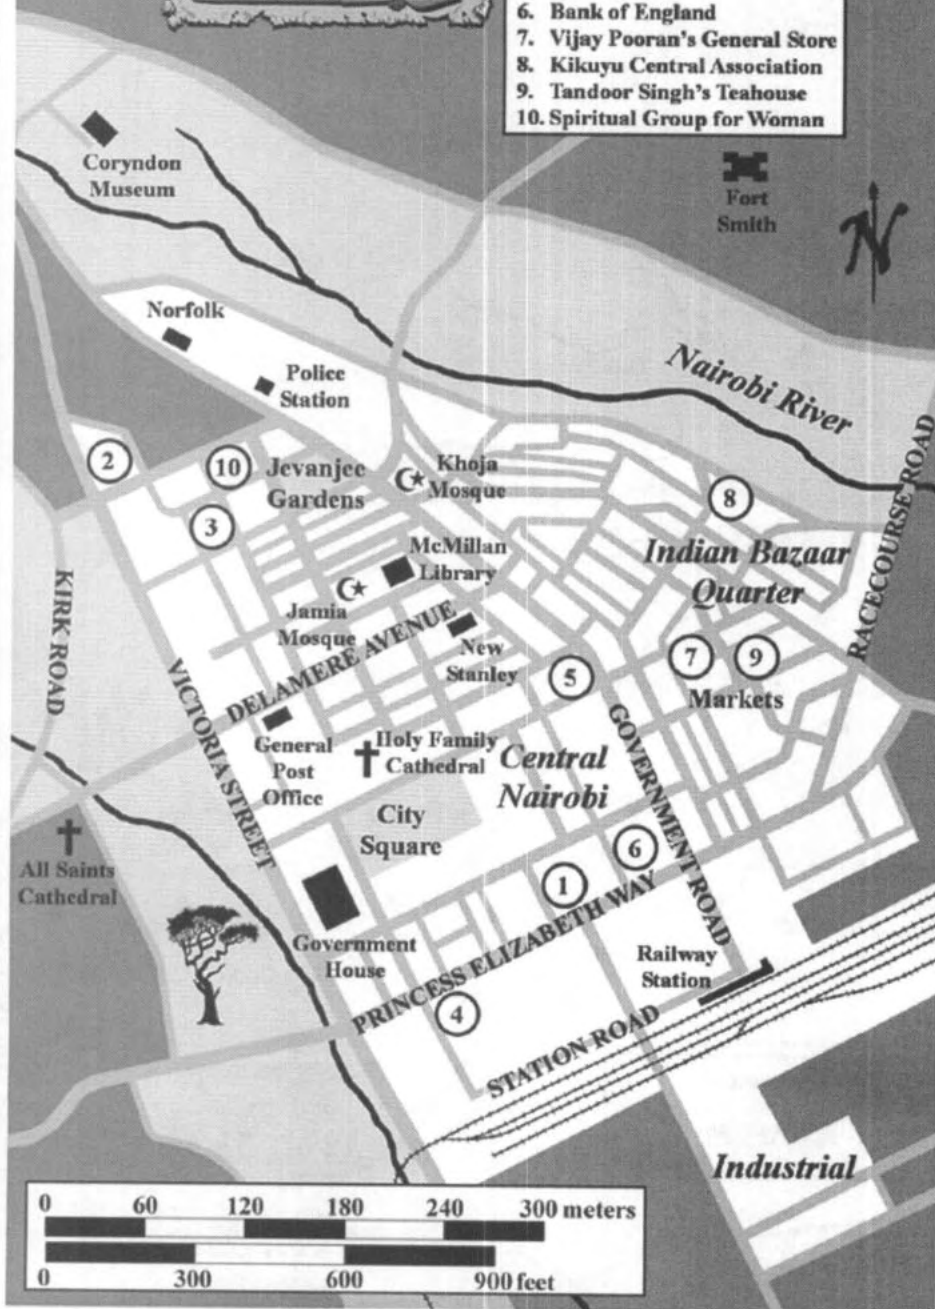 6. Bank of England
7. Vijay Pooran's General Store
8. Kikuyu Central Association
9. Tandoor Singh's Teahouse
10. Spiritual Group for Woman
Coryndon
Museum
Fort
Smith
N
Norfolk
Police
Station
Nairobi River
2
10
Jevanjee
Gardens
Khoja
Mosque
8
3
RACECOURSE ROAD
McMillan
Library
Indian Bazaar
Quarter
Jamia
Mosque
KIRK ROAD
DELAMERE AVENUE
New
Stanley
5
7
9
Markets
VICTORIA STREET
General
Post
Office
Holy Family
Cathedral
Central
Nairobi
GOVERNMENT ROAD
City
Square
All Saints
Cathedral
6
1
Government
House
PRINCESS ELIZABETH WAY
Railway
Station
4
STATION ROAD
Industrial
0 60 120 180 240 300 meters
0 300 600 900 feet